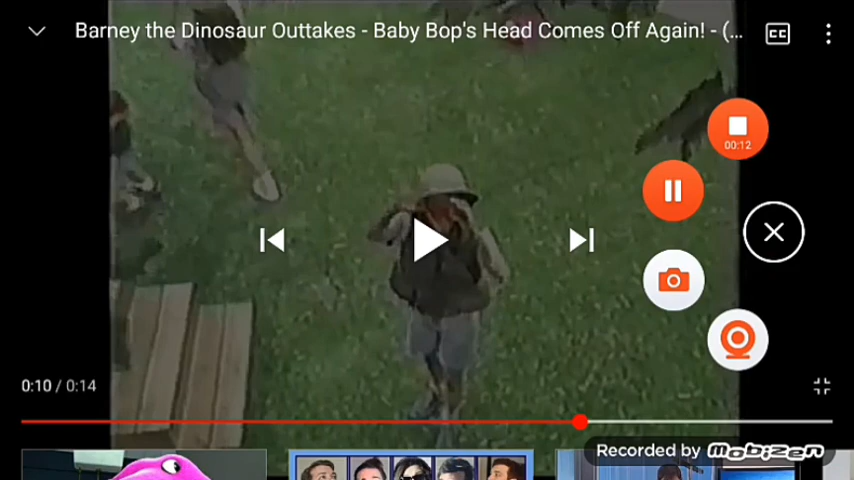 Barney the Dinosaur Outtakes - Baby Bop's Head Comes Off Again! - (...
CC
00:12
0:10 / 0:14
Recorded by Mobizen